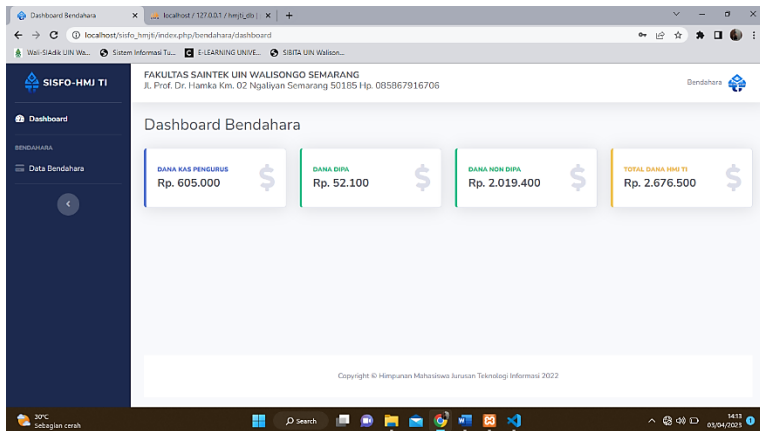 Dashboard Bendahara
localhost / 127.0.0.1 / hmjti_db |
localhost/sisfo_hmjti/index.php/bendahara/dashboard
Wali-SIAdik UIN Wa...
Sistem Informasi Tu...
E-LEARNING UNIVE...
SIBITA UIN Walison...
SISFO-HMJ TI
FAKULTAS SAINTEK UIN WALISONGO SEMARANG
Jl. Prof. Dr. Hamka Km. 02 Ngaliyan Semarang 50185 Hp. 085867916706
Bendahara
Dashboard
BENDAHARA
Data Bendahara
Dashboard Bendahara
DANA KAS PENGURUS
Rp. 605.000
DANA DIPA
Rp. 52.100
DANA NON DIPA
Rp. 2.019.400
TOTAL DANA HMJ TI
Rp. 2.676.500
Copyright © Himpunan Mahasiswa Jurusan Teknologi Informasi 2022
30°C
Sebagian cerah
Search
14.13
03/04/2023